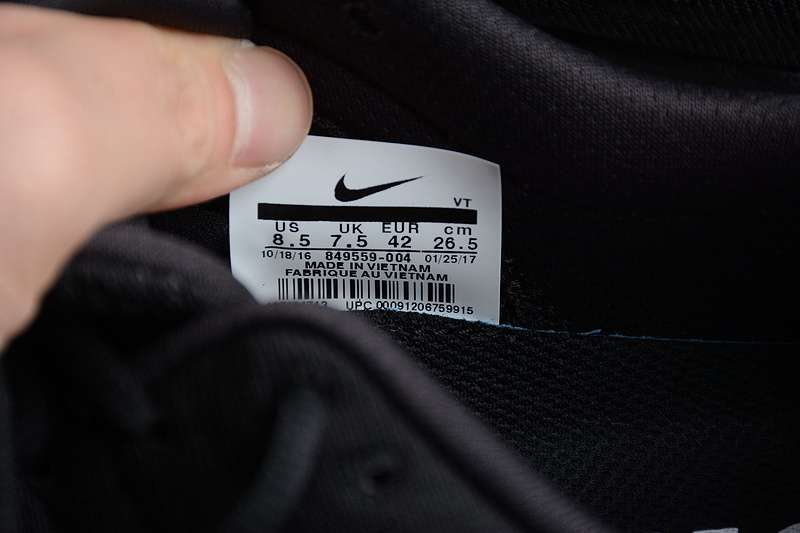 VT
US UK EUR cm
8.5 7.5 42 26.5
10/18/16 849559-004 01/25/17
MADE IN VIETNAM
FABRIQUE AU VIETNAM
UPC 00091206759915